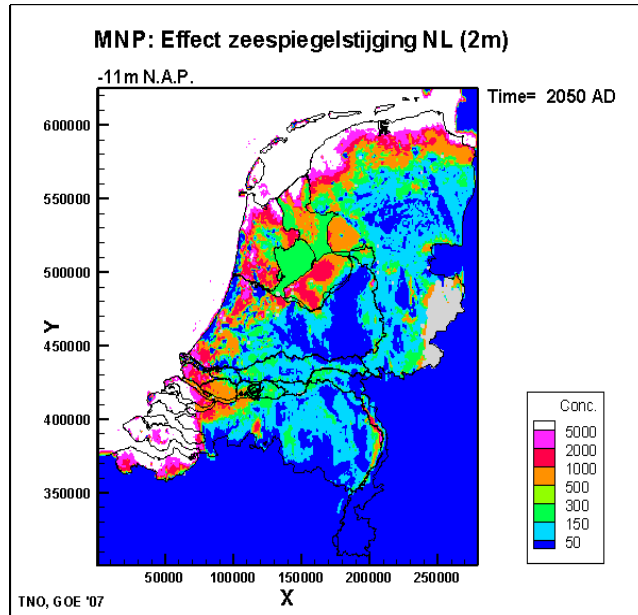 MNP: Effect zeespiegelstijging NL (2m)
-11m N.A.P.
Time= 2050 AD
600000
550000
500000
450000
400000
350000
Y
50000 100000 150000 200000 250000
X
Conc.
5000
2000
1000
500
300
150
50
TNO, GOE '07